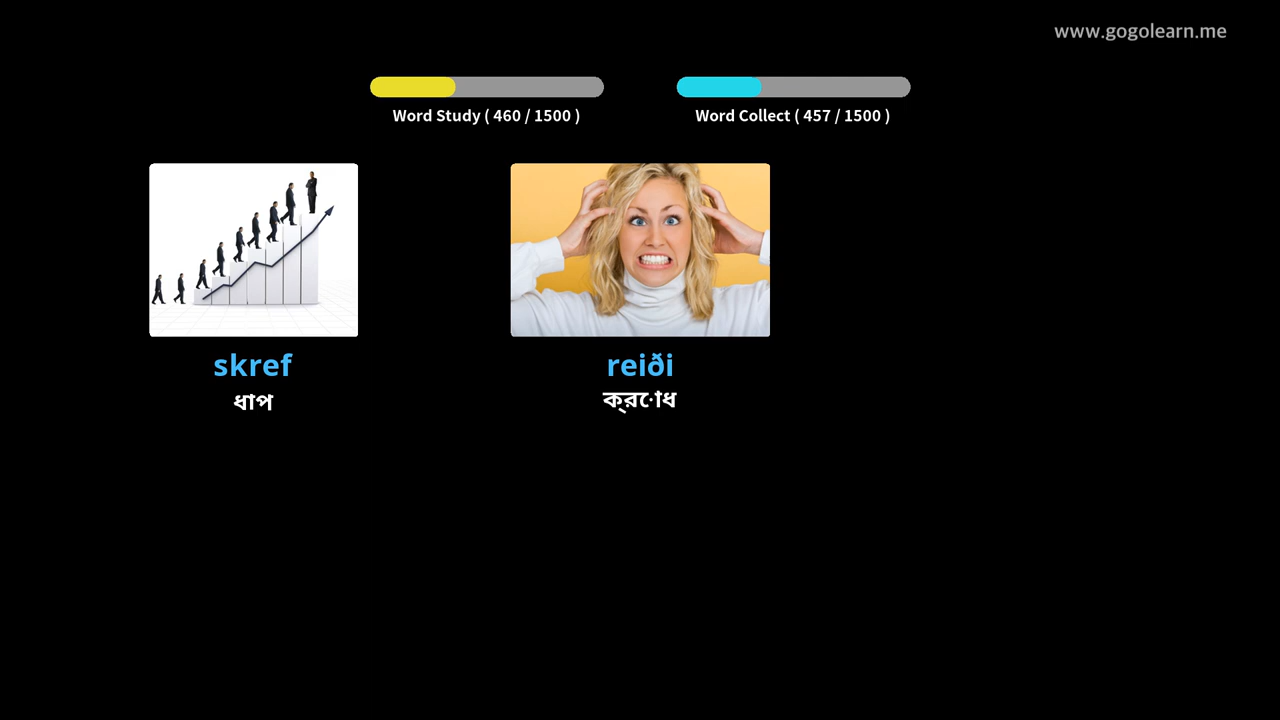 www.gogolearn.me
Word Study ( 460 / 1500 )
Word Collect ( 457 / 1500 )
skref
ধাপ
reiði
ক্রোধ